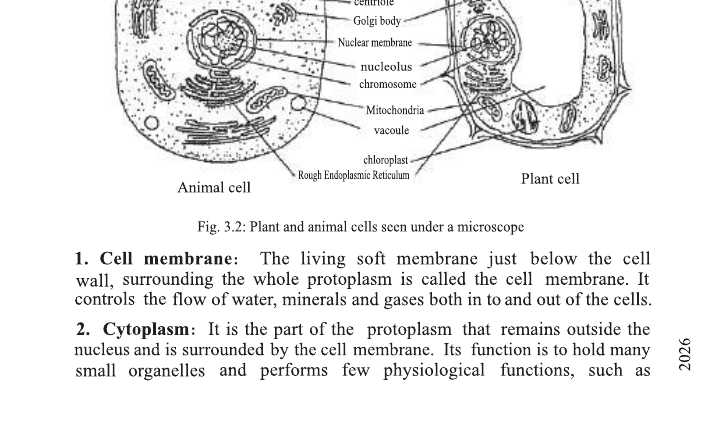 centriole
Golgi body
Nuclear membrane
nucleolus
chromosome
Mitochondria
vacoule
chloroplast
Rough Endoplasmic Reticulum
Animal cell
Plant cell
Fig. 3.2: Plant and animal cells seen under a microscope
1. Cell membrane: The living soft membrane just below the cell
wall, surrounding the whole protoplasm is called the cell membrane. It
controls the flow of water, minerals and gases both in to and out of the cells.
2. Cytoplasm: It is the part of the protoplasm that remains outside the
nucleus and is surrounded by the cell membrane. Its function is to hold many
small organelles and performs few physiological functions, such as
2026